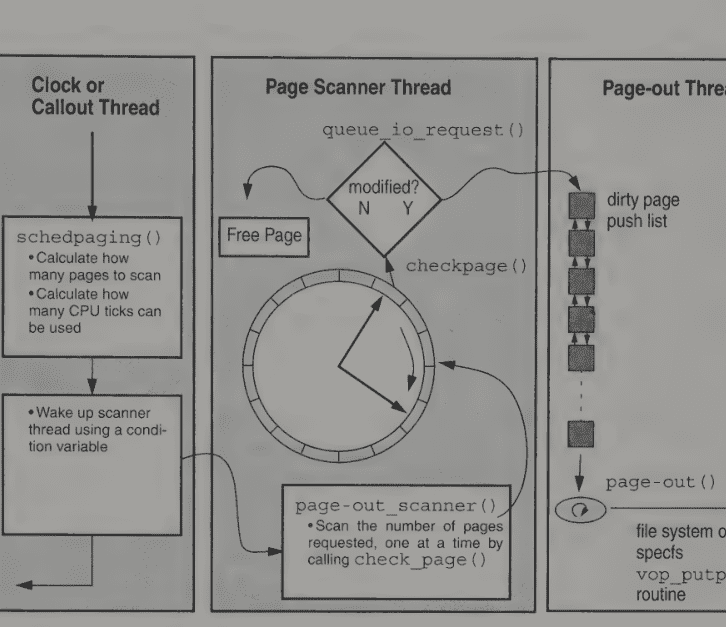 Clock or
Callout Thread
schedpaging()
•Calculate how
many pages to scan
•Calculate how
many CPU ticks can
be used
•Wake up scanner
thread using a condi-
tion variable
Page Scanner Thread
queue_io_request()
modified?
N Y
Free Page
checkpage()
page-out_scanner()
•Scan the number of pages
requested, one at a time by
calling check_page()
Page-out Threa
dirty page
push list
page-out()
file system o
specfs
vop_putp
routine